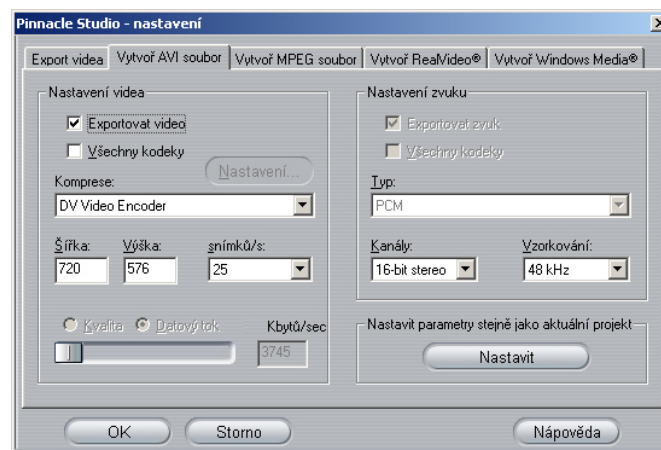 Pinnacle Studio - nastavení
Export videa Vytvoř AVI soubor Vytvoř MPEG soubor Vytvoř RealVideo® Vytvoř Windows Media®
Nastavení videa
Exportovat video
Všechny kodeky
Nastavení...
Komprese:
DV Video Encoder
Šířka: Výška: snímků/s:
720 576 25
Kvalita Datový tok Kbytů/sec
3745
Nastavení zvuku
Exportovat zvuk
Všechny kodeky
Typ:
PCM
Kanály: Vzorkování:
16-bit stereo 48 kHz
Nastavit parametry stejně jako aktuální projekt
Nastavit
OK Storno Nápověda